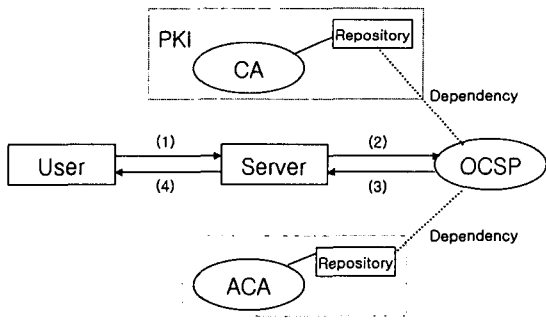 PKI
Repository
CA
Dependency
(1)
(2)
User
Server
OCSP
(4)
(3)
Dependency
Repository
ACA